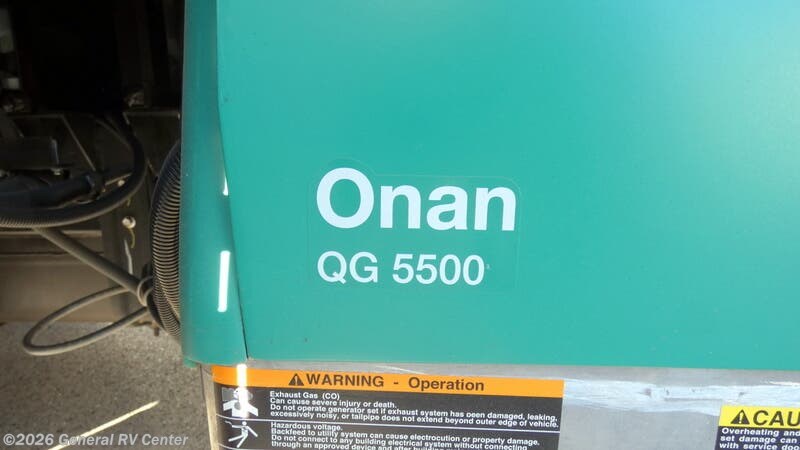 Onan
QG 5500
WARNING - Operation
Exhaust Gas (CO)
Can cause severe injury or death.
Do not operate generator set if exhaust system has been damaged, leaking,
excessively noisy, or tailpipe does not extend beyond outer edge of vehicle.
Hazardous voltage.
Backfeed to utility system can cause electrocution or property damage.
Do not connect to any building electrical system without connecting
through an approved device and after building
CAU
Overheating and
set damage can
with service doo
©2026 General RV Center